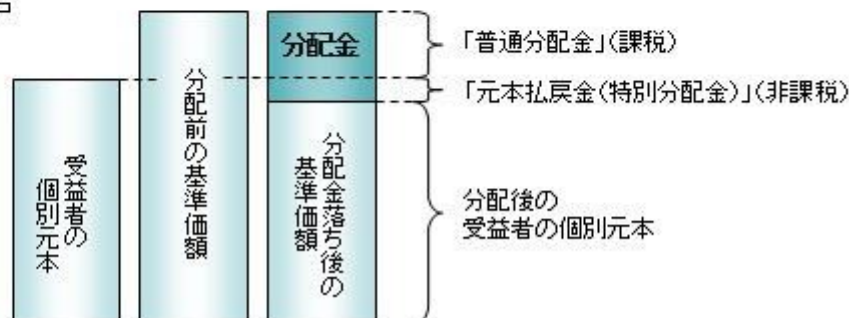 分配金
「普通分配金」(課税)
「元本払戻金(特別分配金)」(非課税)
受益者の
個別元本
分配前の基準価額
分配金落ち後の
基準価額
分配後の
受益者の個別元本